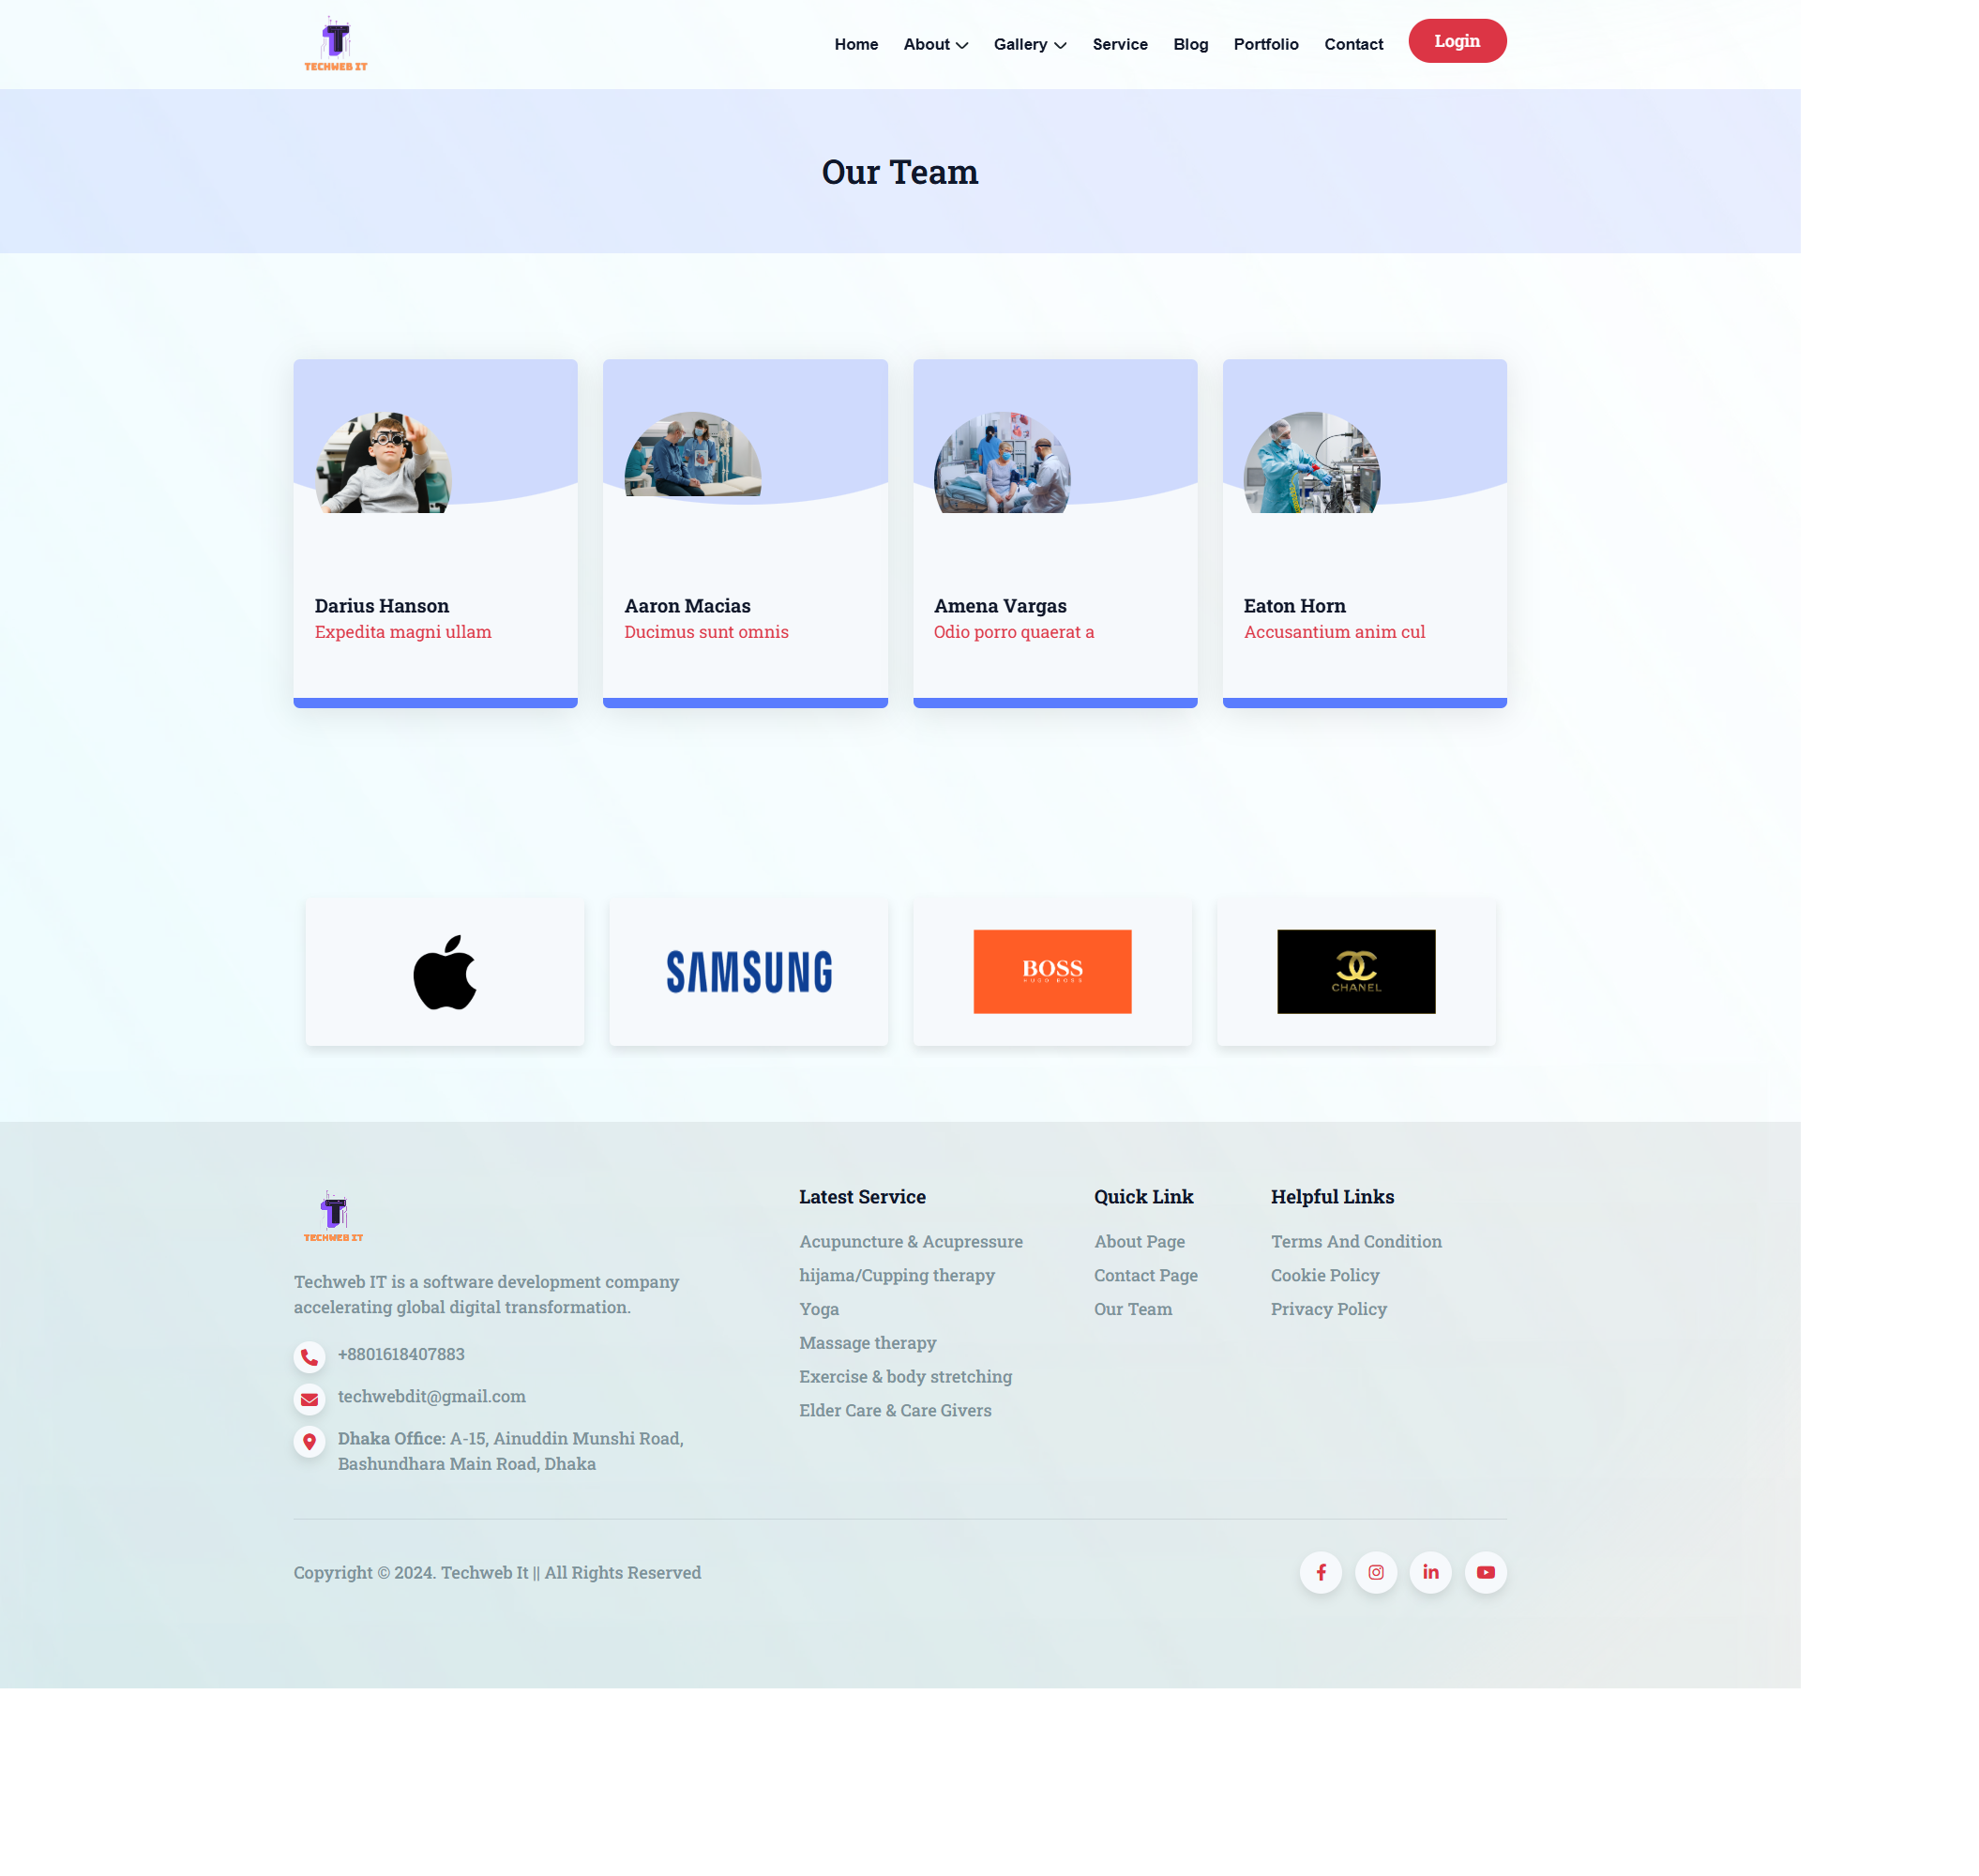 TECHWEB IT
Home About Gallery Service Blog Portfolio Contact Login
Our Team
Darius Hanson
Expedita magni ullam
Aaron Macias
Ducimus sunt omnis
Amena Vargas
Odio porro quaerat a
Eaton Horn
Accusantium anim cul
SAMSUNG
BOSS
HUGO BOSS
CHANEL
TECHWEB IT
Techweb IT is a software development company
accelerating global digital transformation.
+8801618407883
techwebdit@gmail.com
Dhaka Office: A-15, Ainuddin Munshi Road,
Bashundhara Main Road, Dhaka
Latest Service
Acupuncture & Acupressure
hijama/Cupping therapy
Yoga
Massage therapy
Exercise & body stretching
Elder Care & Care Givers
Quick Link
About Page
Contact Page
Our Team
Helpful Links
Terms And Condition
Cookie Policy
Privacy Policy
Copyright © 2024. Techweb It || All Rights Reserved